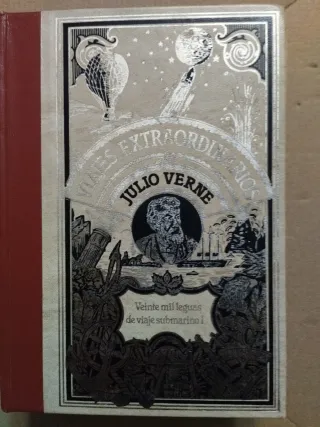 VIAJES EXTRAORDINARIOS
JULIO VERNE
Veinte mil leguas
de viaje submarino I